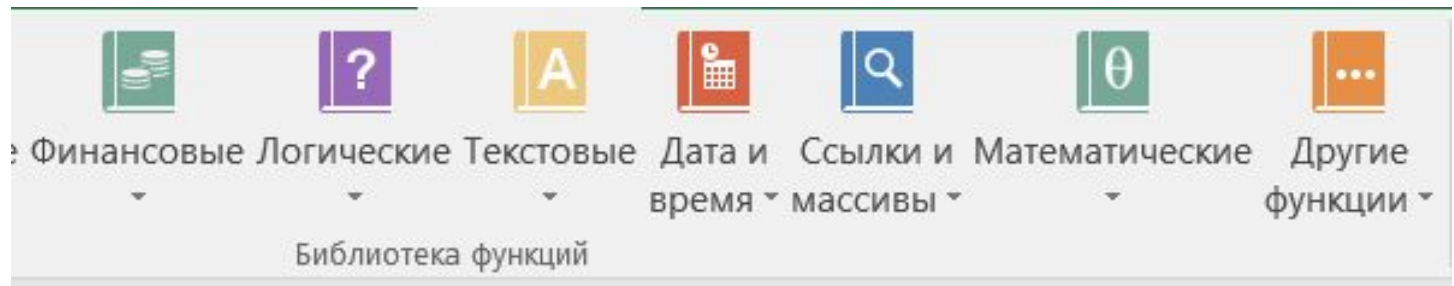 Финансовые Логические Текстовые Дата и Ссылки и Математические Другие
время массивы функции
Библиотека функций